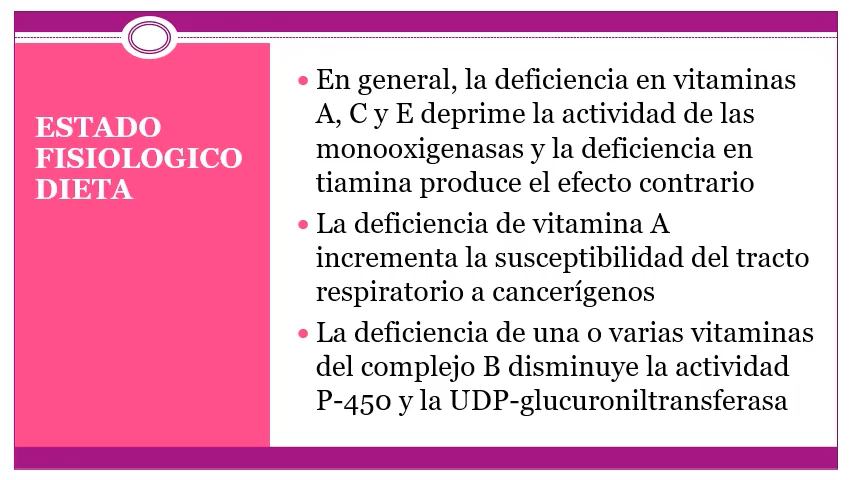 ESTADO
FISIOLOGICO
DIETA
• En general, la deficiencia en vitaminas
A, C y E deprime la actividad de las
monooxigenasas y la deficiencia en
tiamina produce el efecto contrario
• La deficiencia de vitamina A
incrementa la susceptibilidad del tracto
respiratorio a cancerígenos
• La deficiencia de una o varias vitaminas
del complejo B disminuye la actividad
P-450 y la UDP-glucuroniltransferasa